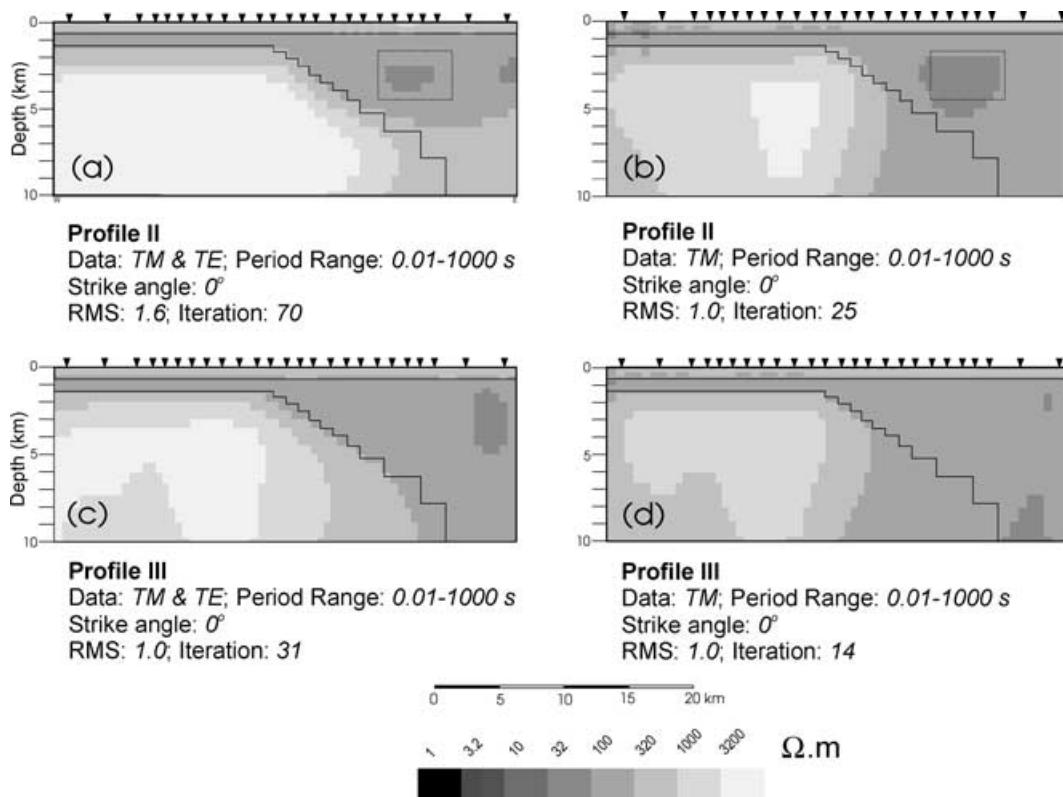 0
5
10
Depth (km)
(a)
W
E
Profile II
Data: TM & TE; Period Range: 0.01-1000 s
Strike angle: 0°
RMS: 1.6; Iteration: 70
0
5
10
(b)
Profile II
Data: TM; Period Range: 0.01-1000 s
Strike angle: 0°
RMS: 1.0; Iteration: 25
0
5
10
Depth (km)
(c)
Profile III
Data: TM & TE; Period Range: 0.01-1000 s
Strike angle: 0°
RMS: 1.0; Iteration: 31
0
5
10
(d)
Profile III
Data: TM; Period Range: 0.01-1000 s
Strike angle: 0°
RMS: 1.0; Iteration: 14
0 5 10 15 20 km
1 3.2 10 32 100 320 1000 3200 Ω.m